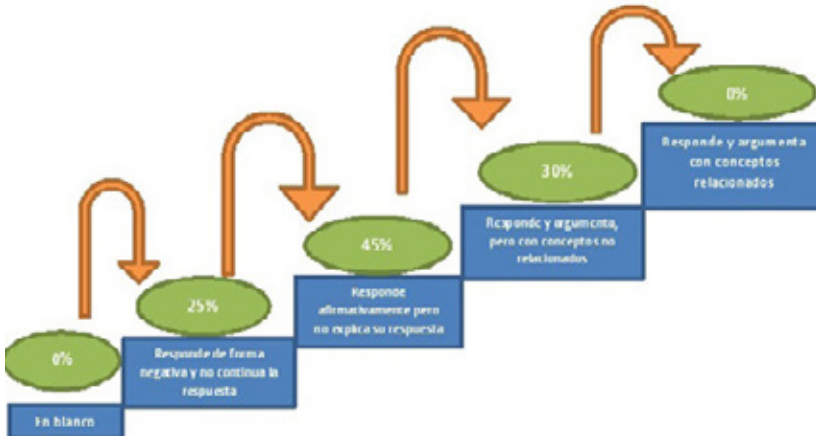 0%
En blanco
25%
Responde de forma
negativa y no continua la
respuesta
45%
Responde
afirmativamente pero
no explica su respuesta
30%
Responde y argumenta,
pero con conceptos no
relacionados
0%
Responde y argumenta
con conceptos
relacionados